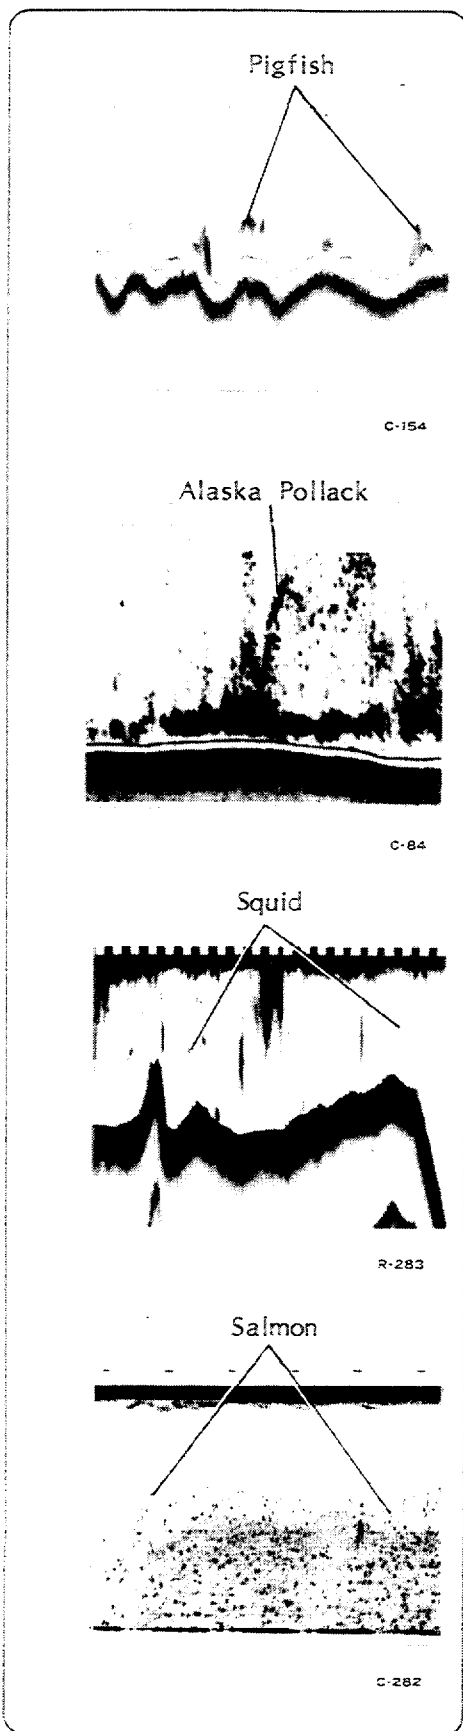 Pigfish
C-154
Alaska Pollack
C-84
Squid
R-283
Salmon
C-282